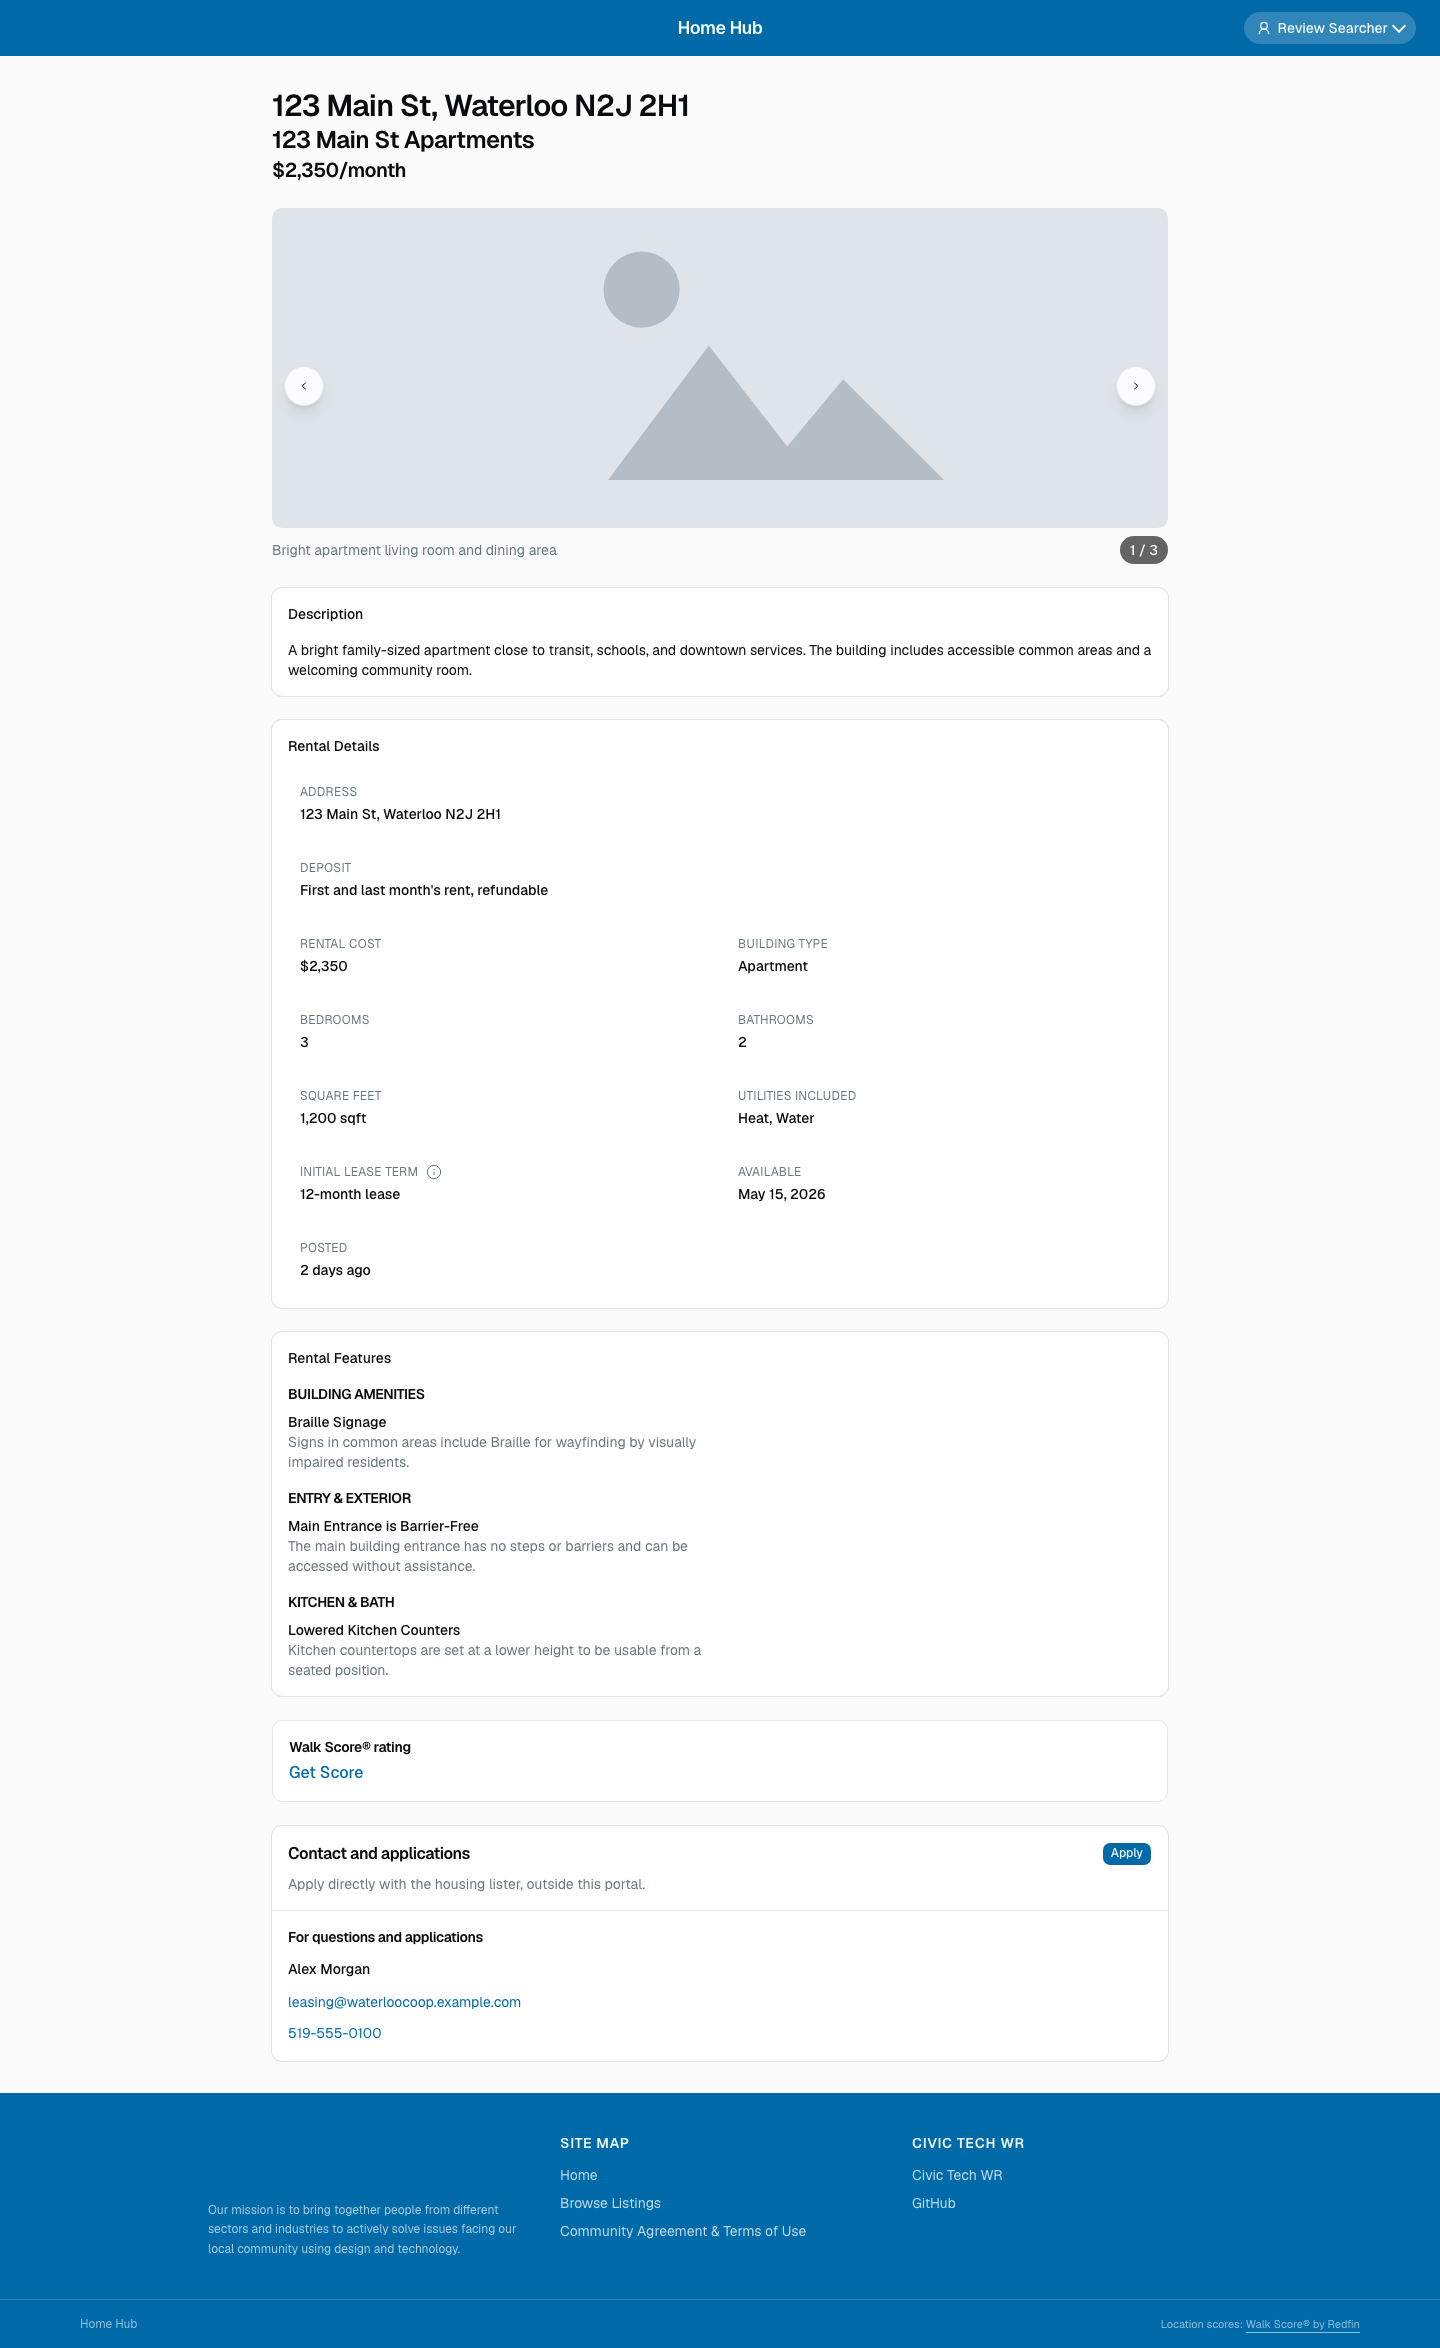 Home Hub
Review Searcher
123 Main St, Waterloo N2J 2H1
123 Main St Apartments
$2,350/month
Bright apartment living room and dining area
1 / 3
Description
A bright family-sized apartment close to transit, schools, and downtown services. The building includes accessible common areas and a
welcoming community room.
Rental Details
ADDRESS
123 Main St, Waterloo N2J 2H1
DEPOSIT
First and last month's rent, refundable
RENTAL COST
$2,350
BUILDING TYPE
Apartment
BEDROOMS
3
BATHROOMS
2
SQUARE FEET
1,200 sqft
UTILITIES INCLUDED
Heat, Water
INITIAL LEASE TERM
12-month lease
AVAILABLE
May 15, 2026
POSTED
2 days ago
Rental Features
BUILDING AMENITIES
Braille Signage
Signs in common areas include Braille for wayfinding by visually
impaired residents.
ENTRY & EXTERIOR
Main Entrance is Barrier-Free
The main building entrance has no steps or barriers and can be
accessed without assistance.
KITCHEN & BATH
Lowered Kitchen Counters
Kitchen countertops are set at a lower height to be usable from a
seated position.
Walk Score® rating
Get Score
Contact and applications
Apply
Apply directly with the housing lister, outside this portal.
For questions and applications
Alex Morgan
leasing@waterloocoop.example.com
519-555-0100
Our mission is to bring together people from different
sectors and industries to actively solve issues facing our
local community using design and technology.
SITE MAP
Home
Browse Listings
Community Agreement & Terms of Use
CIVIC TECH WR
Civic Tech WR
GitHub
Home Hub
Location scores: Walk Score® by Redfin